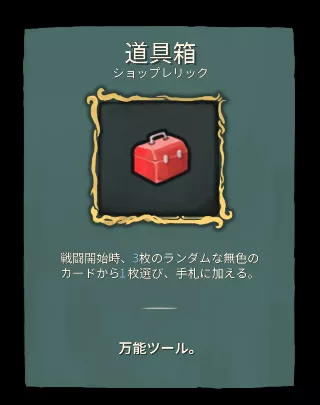 道具箱
ショップレリック
戦闘開始時、3枚のランダムな無色の
カードから1枚選び、手札に加える。
万能ツール。